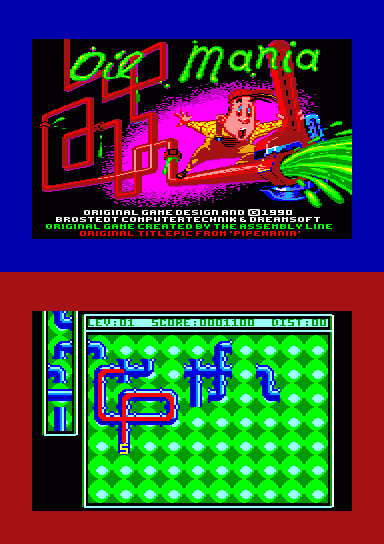 Oil Mania
ORIGINAL GAME DESIGN AND ©1990
BROSTEDT COMPUTERTECHNIK & DREAMSOFT
ORIGINAL GAME CREATED BY THE ASSEMBLY LINE
ORIGINAL TITLEPIC FROM 'PIPEMANIA'
LEV:01 SCORE:0001100 DIST:00
S